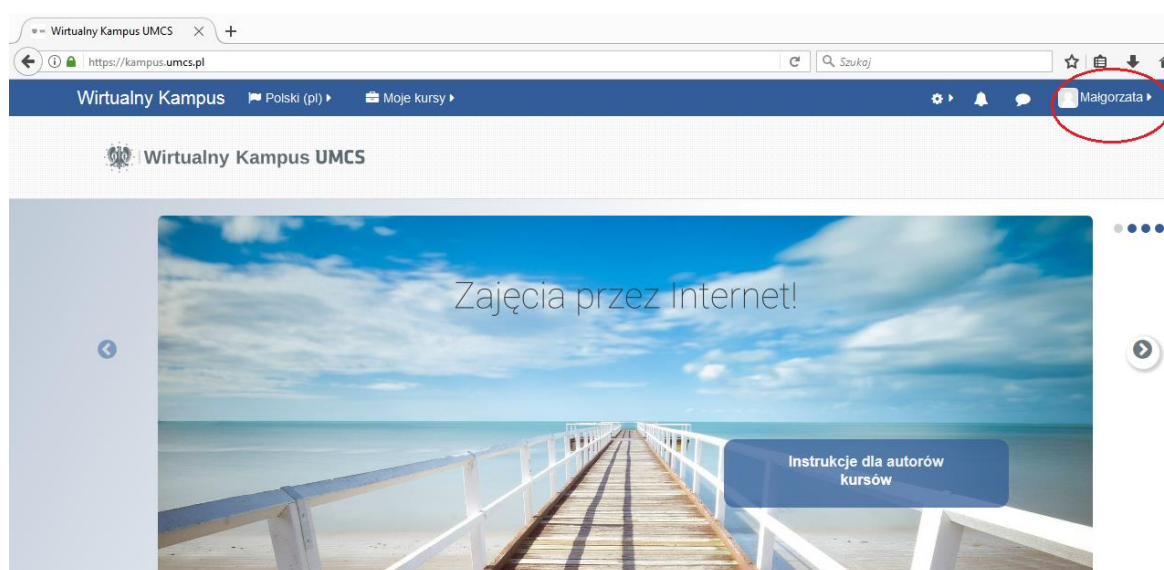 Wirtualny Kampus UMCS
https://kampus.umcs.pl
Szukaj
Wirtualny Kampus Polski (pl) Moje kursy Małgorzata
Wirtualny Kampus UMCS
Zajęcia przez Internet!
Instrukcje dla autorów
kursów